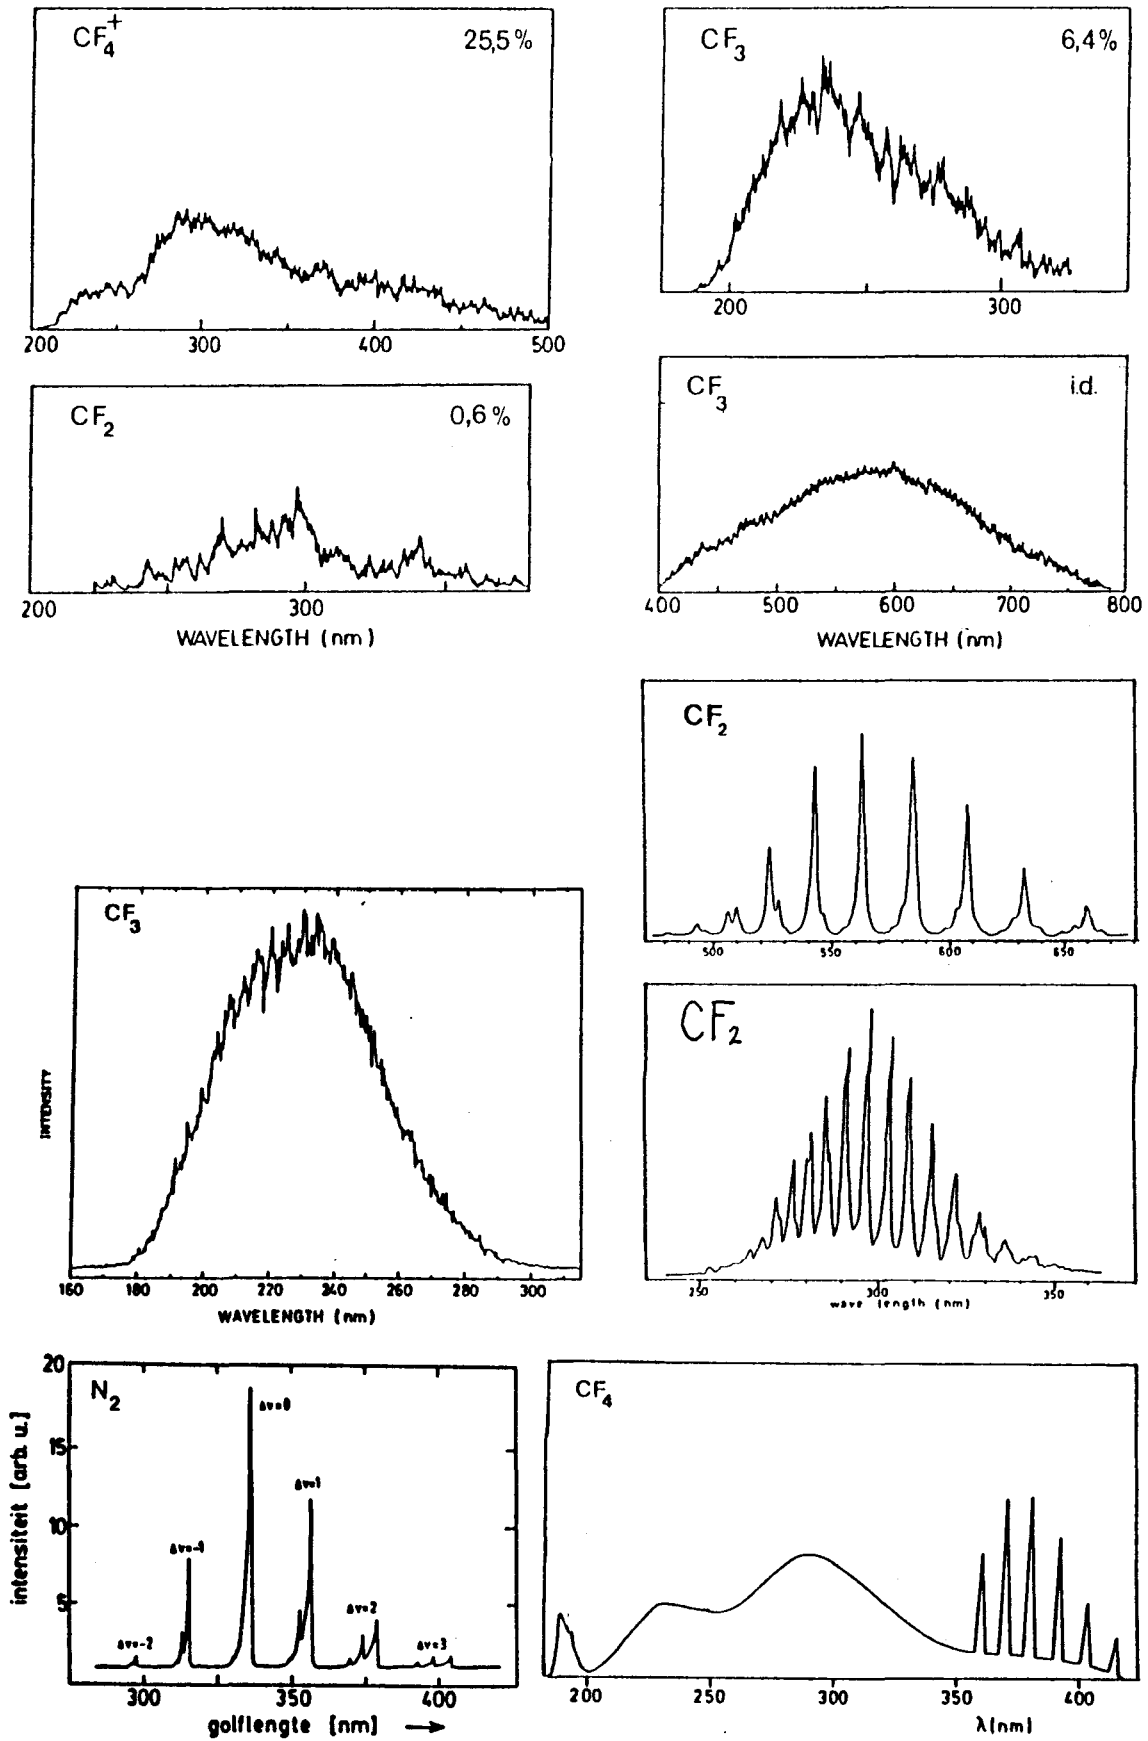 CF4+ 25,5 %
200 300 400 500
CF3 6,4 %
200 300
CF2 0,6 %
200 300
WAVELENGTH (nm)
CF3 i.d.
400 500 600 700 800
WAVELENGTH (nm)
CF2
500 550 600 650
CF3
INTENSITY
160 180 200 220 240 260 280 300
WAVELENGTH (nm)
CF2
250 300 350
wave length (nm)
N2
intensiteit [arb. u.]
20
15
10
5
Δv=-2
Δv=-1
Δv=0
Δv=1
Δv=2
Δv=3
300 350 400
golflengte [nm] →
CF4
200 250 300 350 400
λ(nm)